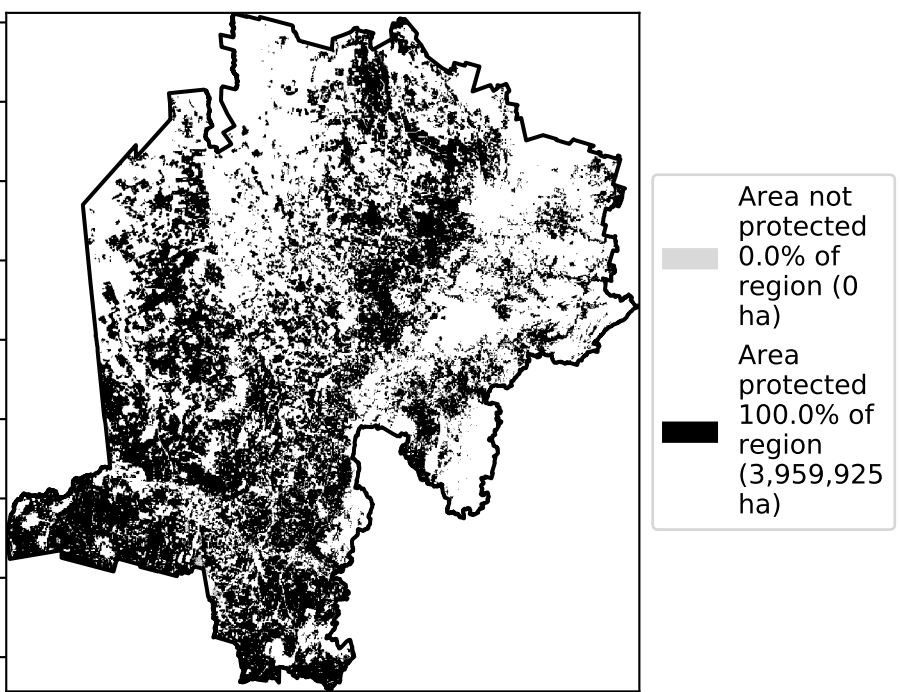 Area not
protected
0.0% of
region (0
ha)
Area
protected
100.0% of
region
(3,959,925
ha)